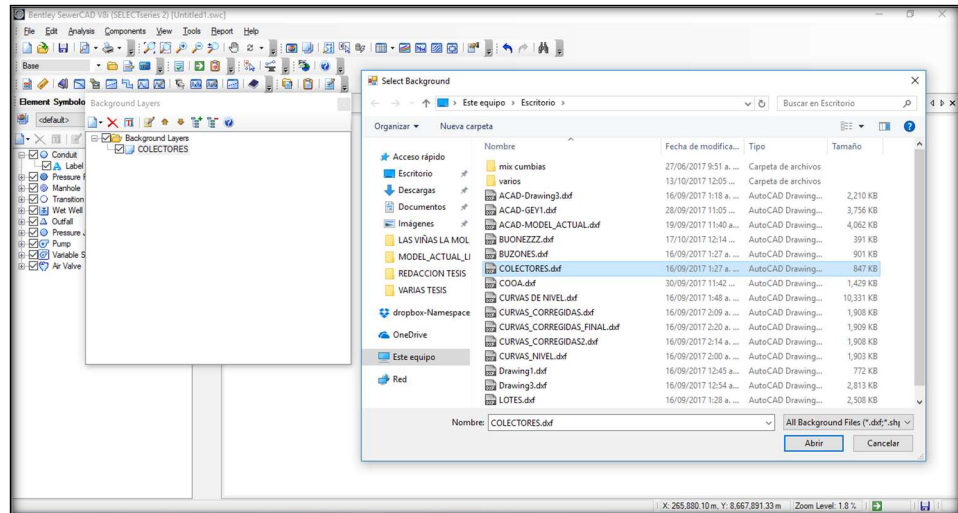 Bentley SewerCAD V8i (SELECTseries 2) [Untitled1.swc]
File Edit Analysis Components View Tools Report Help
Base
Element Symbolo
<default>
Conduit
Label
Pressure
Manhole
Transition
Wet Well
Outfall
Pressure
Pump
Variable S
Air Valve
Background Layers
Background Layers
COLECTORES
Select Background
Este equipo > Escritorio >
Buscar en Escritorio
Organizar Nueva carpeta
Acceso rápido
Escritorio
Descargas
Documentos
Imágenes
LAS VIÑAS LA MOL
MODEL_ACTUAL_LI
REDACCION TESIS
VARIAS TESIS
dropbox-Namespace
OneDrive
Este equipo
Red
Nombre Fecha de modifica... Tipo Tamaño
mix cumbias 27/06/2017 9:51 a. ... Carpeta de archivos
varios 13/10/2017 12:05 ... Carpeta de archivos
ACAD-Drawing3.dxf 16/09/2017 1:18 a. ... AutoCAD Drawing... 2,210 KB
ACAD-GEY1.dxf 28/09/2017 11:05 ... AutoCAD Drawing... 3,756 KB
ACAD-MODEL_ACTUAL.dxf 19/09/2017 11:40 a... AutoCAD Drawing... 4,062 KB
BUONEZZZ.dxf 17/10/2017 12:14 ... AutoCAD Drawing... 391 KB
BUZONES.dxf 16/09/2017 1:27 a. ... AutoCAD Drawing... 901 KB
COLECTORES.dxf 16/09/2017 1:27 a. ... AutoCAD Drawing... 847 KB
COOA.dxf 30/09/2017 11:42 ... AutoCAD Drawing... 1,429 KB
CURVAS DE NIVEL.dxf 16/09/2017 1:48 a. ... AutoCAD Drawing... 10,331 KB
CURVAS_CORREGIDAS.dxf 16/09/2017 2:09 a. ... AutoCAD Drawing... 1,908 KB
CURVAS_CORREGIDAS_FINAL.dxf 16/09/2017 2:20 a. ... AutoCAD Drawing... 1,909 KB
CURVAS_CORREGIDAS2.dxf 16/09/2017 2:14 a. ... AutoCAD Drawing... 1,908 KB
CURVAS_NIVEL.dxf 16/09/2017 2:00 a. ... AutoCAD Drawing... 1,903 KB
Drawing1.dxf 16/09/2017 12:45 a... AutoCAD Drawing... 772 KB
Drawing3.dxf 16/09/2017 12:54 a... AutoCAD Drawing... 2,813 KB
LOTES.dxf 16/09/2017 1:28 a. ... AutoCAD Drawing... 2,508 KB
Nombre: COLECTORES.dxf All Background Files (*.dxf;*.shp
Abrir Cancelar
X: 265,880.10 m, Y: 8,667,891.33 m Zoom Level: 1.8 %